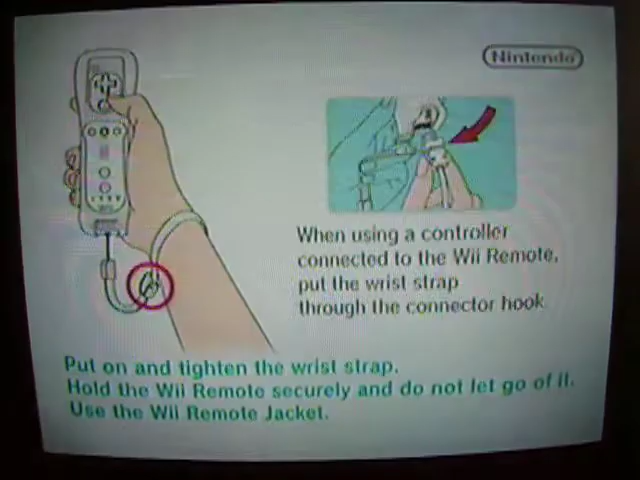 Nintendo
When using a controller
connected to the Wii Remote,
put the wrist strap
through the connector hook.
Put on and tighten the wrist strap.
Hold the Wii Remote securely and do not let go of it.
Use the Wii Remote Jacket.